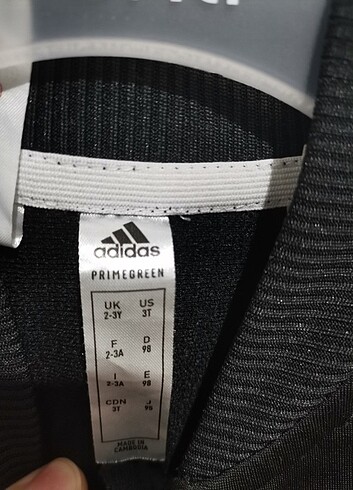 adidas
PRIMEGREEN
UK US
2-3Y 3T
F D
2-3A 98
I E
2-3A 98
CDN J
3T 95
MADE IN
CAMBODIA